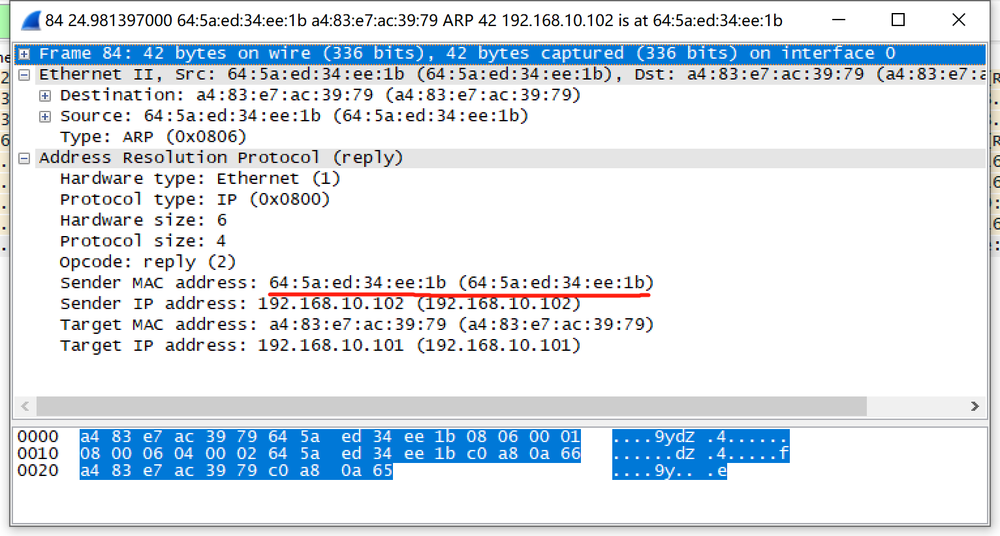 84 24.981397000 64:5a:ed:34:ee:1b a4:83:e7:ac:39:79 ARP 42 192.168.10.102 is at 64:5a:ed:34:ee:1b
Frame 84: 42 bytes on wire (336 bits), 42 bytes captured (336 bits) on interface 0
Ethernet II, Src: 64:5a:ed:34:ee:1b (64:5a:ed:34:ee:1b), Dst: a4:83:e7:ac:39:79 (a4:83:e7:a
Destination: a4:83:e7:ac:39:79 (a4:83:e7:ac:39:79)
Source: 64:5a:ed:34:ee:1b (64:5a:ed:34:ee:1b)
Type: ARP (0x0806)
Address Resolution Protocol (reply)
Hardware type: Ethernet (1)
Protocol type: IP (0x0800)
Hardware size: 6
Protocol size: 4
Opcode: reply (2)
Sender MAC address: 64:5a:ed:34:ee:1b (64:5a:ed:34:ee:1b)
Sender IP address: 192.168.10.102 (192.168.10.102)
Target MAC address: a4:83:e7:ac:39:79 (a4:83:e7:ac:39:79)
Target IP address: 192.168.10.101 (192.168.10.101)
0000 a4 83 e7 ac 39 79 64 5a ed 34 ee 1b 08 06 00 01 ....9ydZ .4......
0010 08 00 06 04 00 02 64 5a ed 34 ee 1b c0 a8 0a 66 ......dZ .4.....f
0020 a4 83 e7 ac 39 79 c0 a8 0a 65 ....9y.. .e